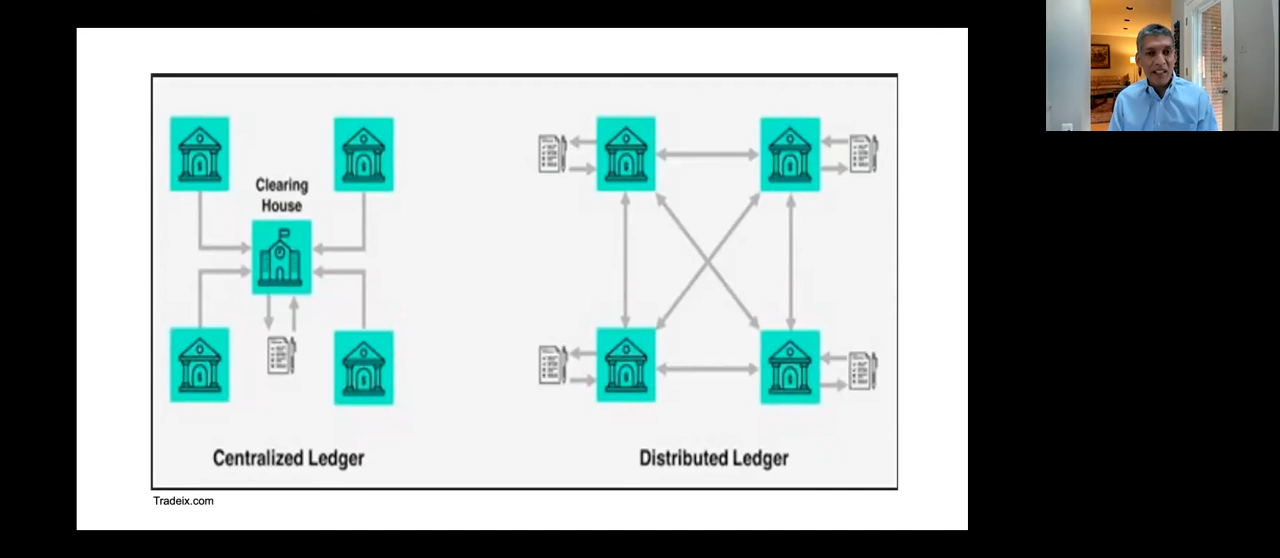 Clearing
House
Centralized Ledger
Distributed Ledger
Tradeix.com